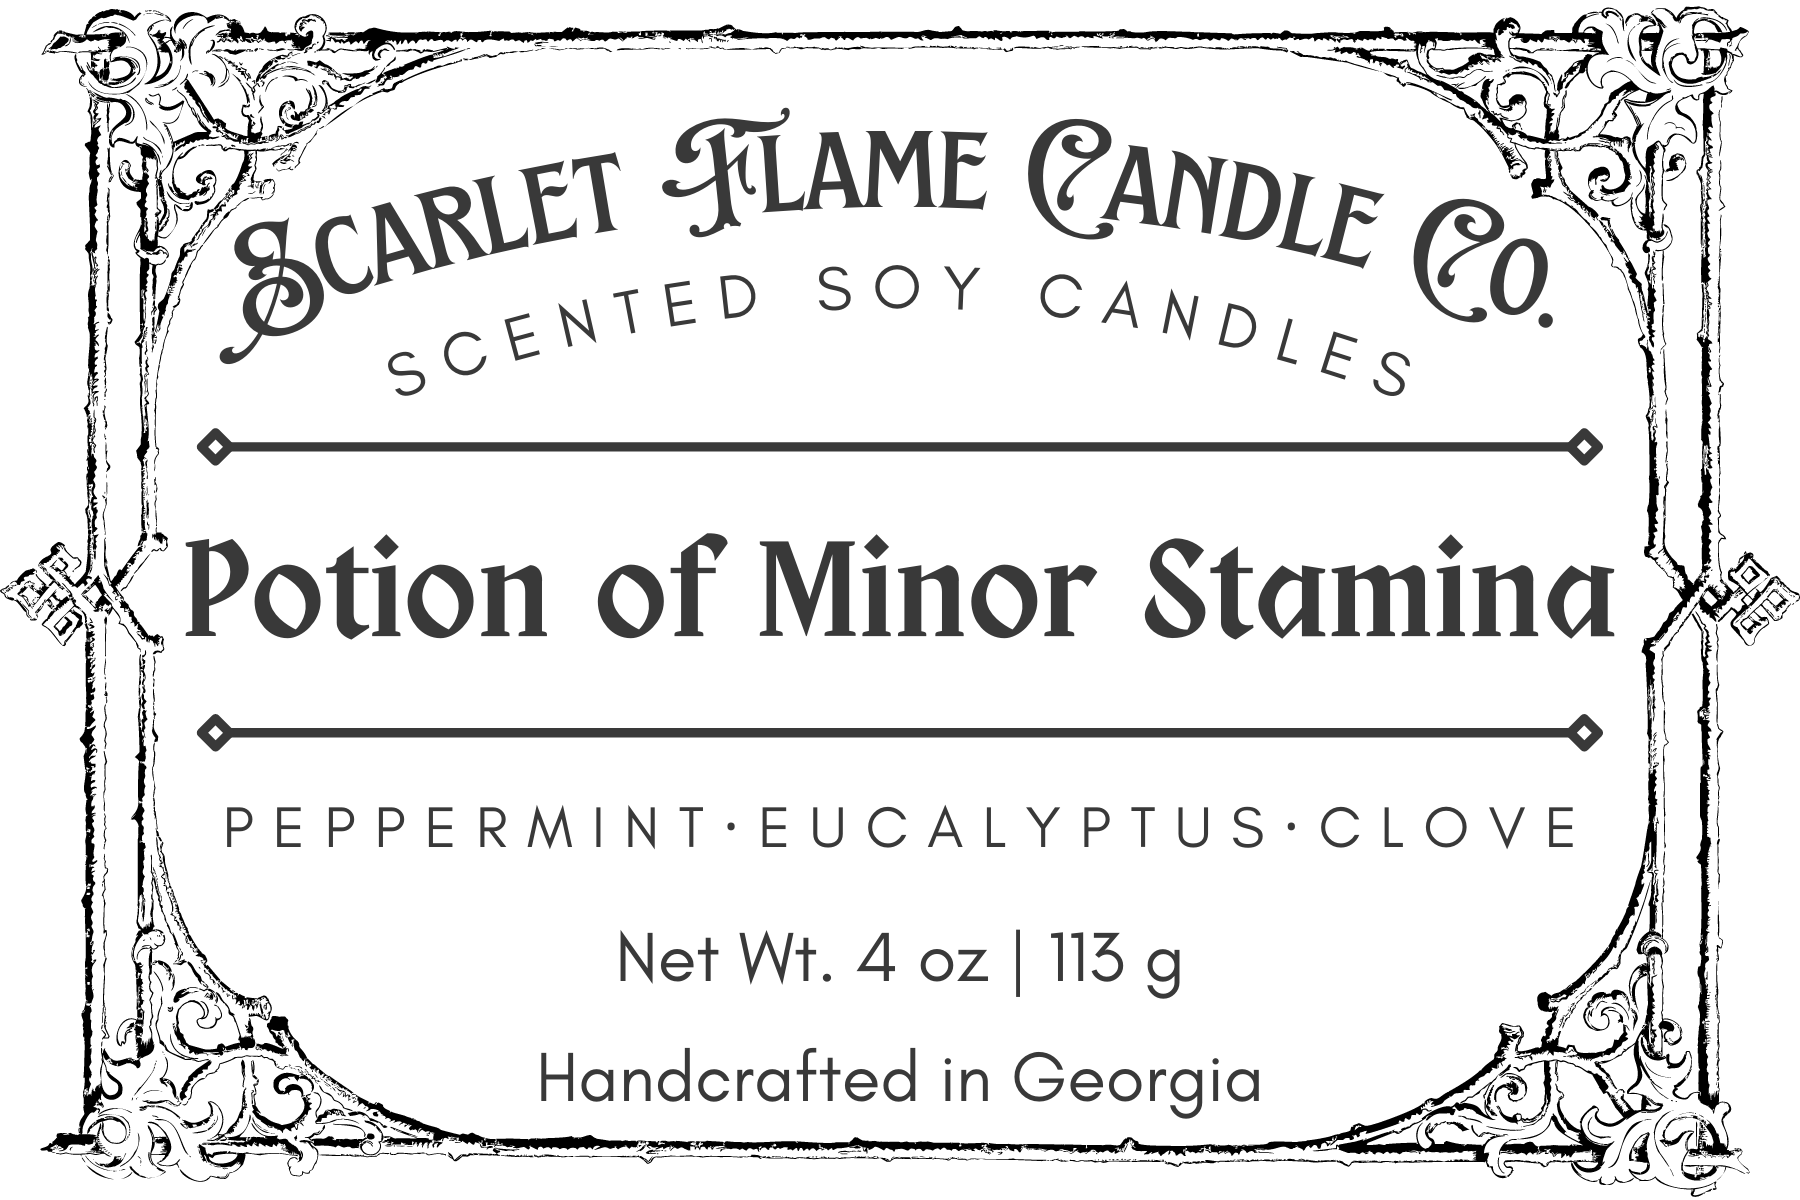 Scarlet Flame Candle Co.
SCENTED SOY CANDLES
Potion of Minor Stamina
PEPPERMINT·EUCALYPTUS·CLOVE
Net Wt. 4 oz | 113 g
Handcrafted in Georgia